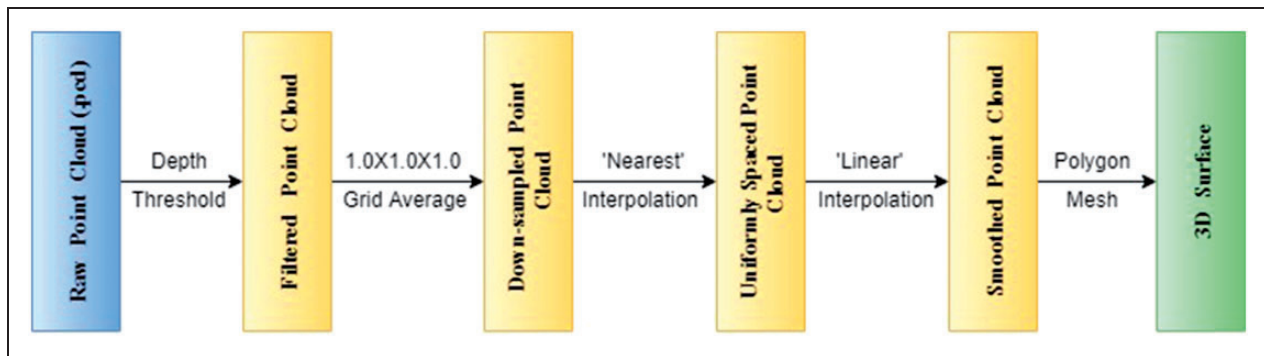 Raw Point Cloud (.pcd)
Depth
Threshold
Filtered Point Cloud
1.0X1.0X1.0
Grid Average
Down-sampled Point
Cloud
'Nearest'
Interpolation
Uniformly Spaced Point
Cloud
'Linear'
Interpolation
Smoothed Point Cloud
Polygon
Mesh
3D Surface